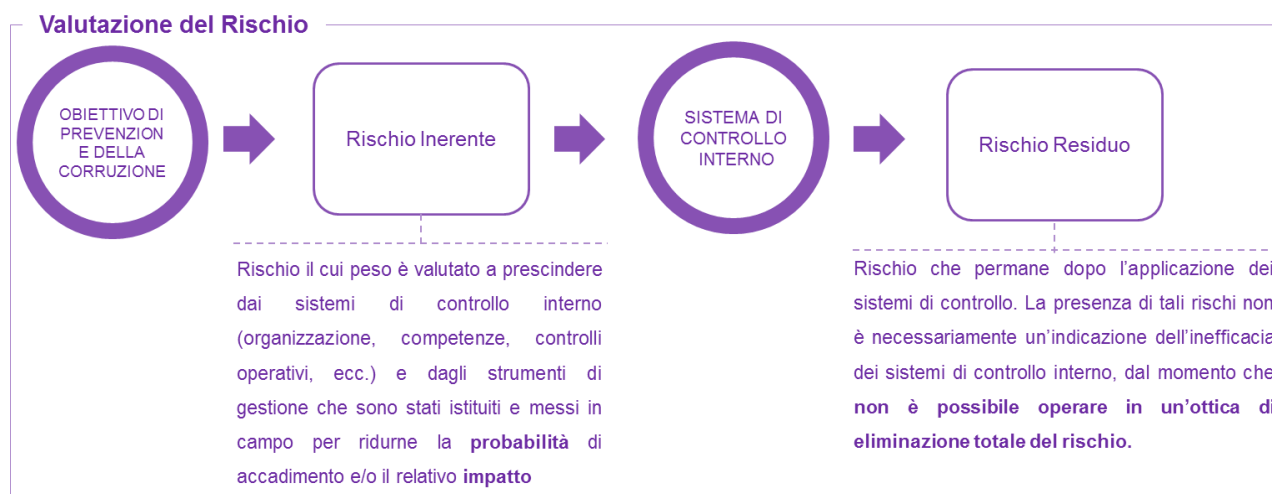 Valutazione del Rischio
OBIETTIVO DI
PREVENZION
E DELLA
CORRUZIONE
Rischio Inerente
SISTEMA DI
CONTROLLO
INTERNO
Rischio Residuo
Rischio il cui peso è valutato a prescindere
dai sistemi di controllo interno
(organizzazione, competenze, controlli
operativi, ecc.) e dagli strumenti di
gestione che sono stati istituiti e messi in
campo per ridurne la probabilità di
accadimento e/o il relativo impatto
Rischio che permane dopo l’applicazione dei
sistemi di controllo. La presenza di tali rischi non
è necessariamente un’indicazione dell’inefficacia
dei sistemi di controllo interno, dal momento che
non è possibile operare in un’ottica di
eliminazione totale del rischio.